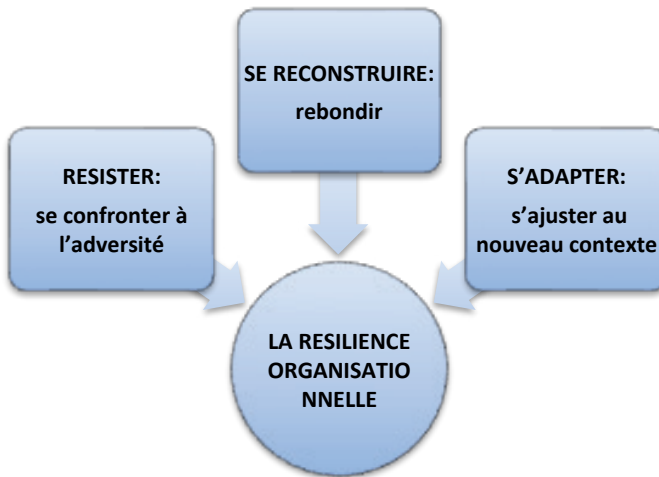 SE RECONSTRUIRE:
rebondir
RESISTER:
se confronter à
l’adversité
S’ADAPTER:
s’ajuster au
nouveau contexte
LA RESILIENCE
ORGANISATIO
NNELLE